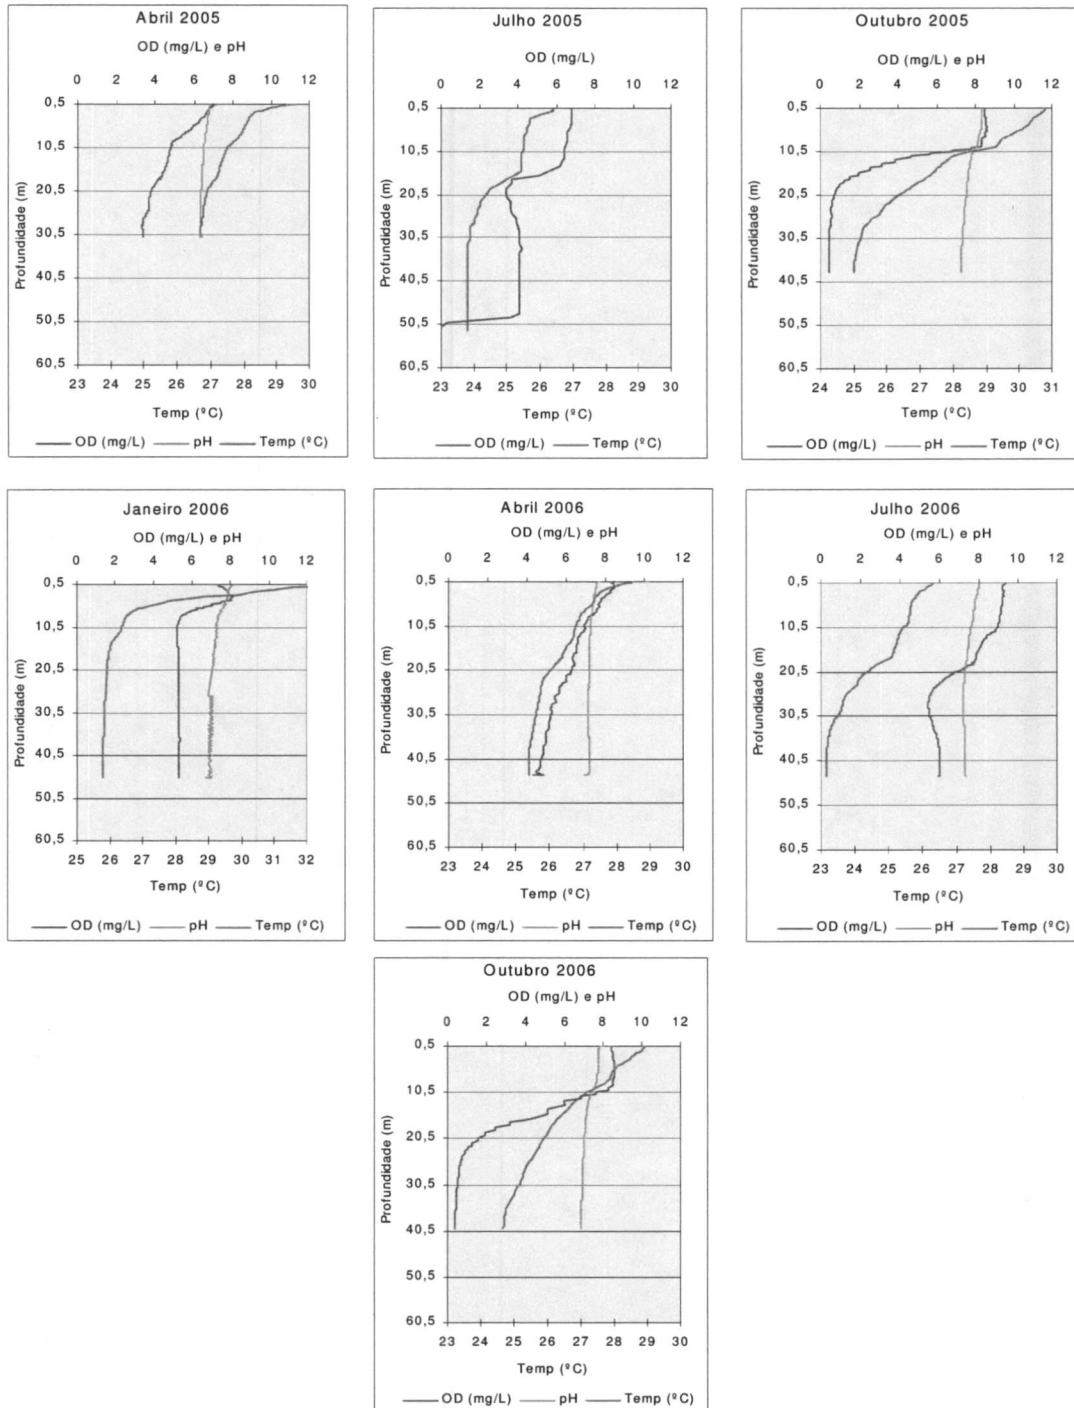 Abril 2005
OD (mg/L) e pH
0 2 4 6 8 10 12
0,5
10,5
20,5
30,5
40,5
50,5
60,5
Profundidade (m)
23 24 25 26 27 28 29 30
Temp (ºC)
OD (mg/L) pH Temp (ºC)
Julho 2005
OD (mg/L)
0 2 4 6 8 10 12
0,5
10,5
20,5
30,5
40,5
50,5
60,5
Profundidade (m)
23 24 25 26 27 28 29 30
Temp (ºC)
OD (mg/L) Temp (ºC)
Outubro 2005
OD (mg/L) e pH
0 2 4 6 8 10 12
0,5
10,5
20,5
30,5
40,5
50,5
60,5
Profundidade (m)
24 25 26 27 28 29 30 31
Temp (ºC)
OD (mg/L) pH Temp (ºC)
Janeiro 2006
OD (mg/L) e pH
0 2 4 6 8 10 12
0,5
10,5
20,5
30,5
40,5
50,5
60,5
Profundidade (m)
25 26 27 28 29 30 31 32
Temp (ºC)
OD (mg/L) pH Temp (ºC)
Abril 2006
OD (mg/L) e pH
0 2 4 6 8 10 12
0,5
10,5
20,5
30,5
40,5
50,5
60,5
Profundidade (m)
23 24 25 26 27 28 29 30
Temp (ºC)
OD (mg/L) pH Temp (ºC)
Julho 2006
OD (mg/L) e pH
0 2 4 6 8 10 12
0,5
10,5
20,5
30,5
40,5
50,5
60,5
Profundidade (m)
23 24 25 26 27 28 29 30
Temp (ºC)
OD (mg/L) pH Temp (ºC)
Outubro 2006
OD (mg/L) e pH
0 2 4 6 8 10 12
0,5
10,5
20,5
30,5
40,5
50,5
60,5
Profundidade (m)
23 24 25 26 27 28 29 30
Temp (ºC)
OD (mg/L) pH Temp (ºC)